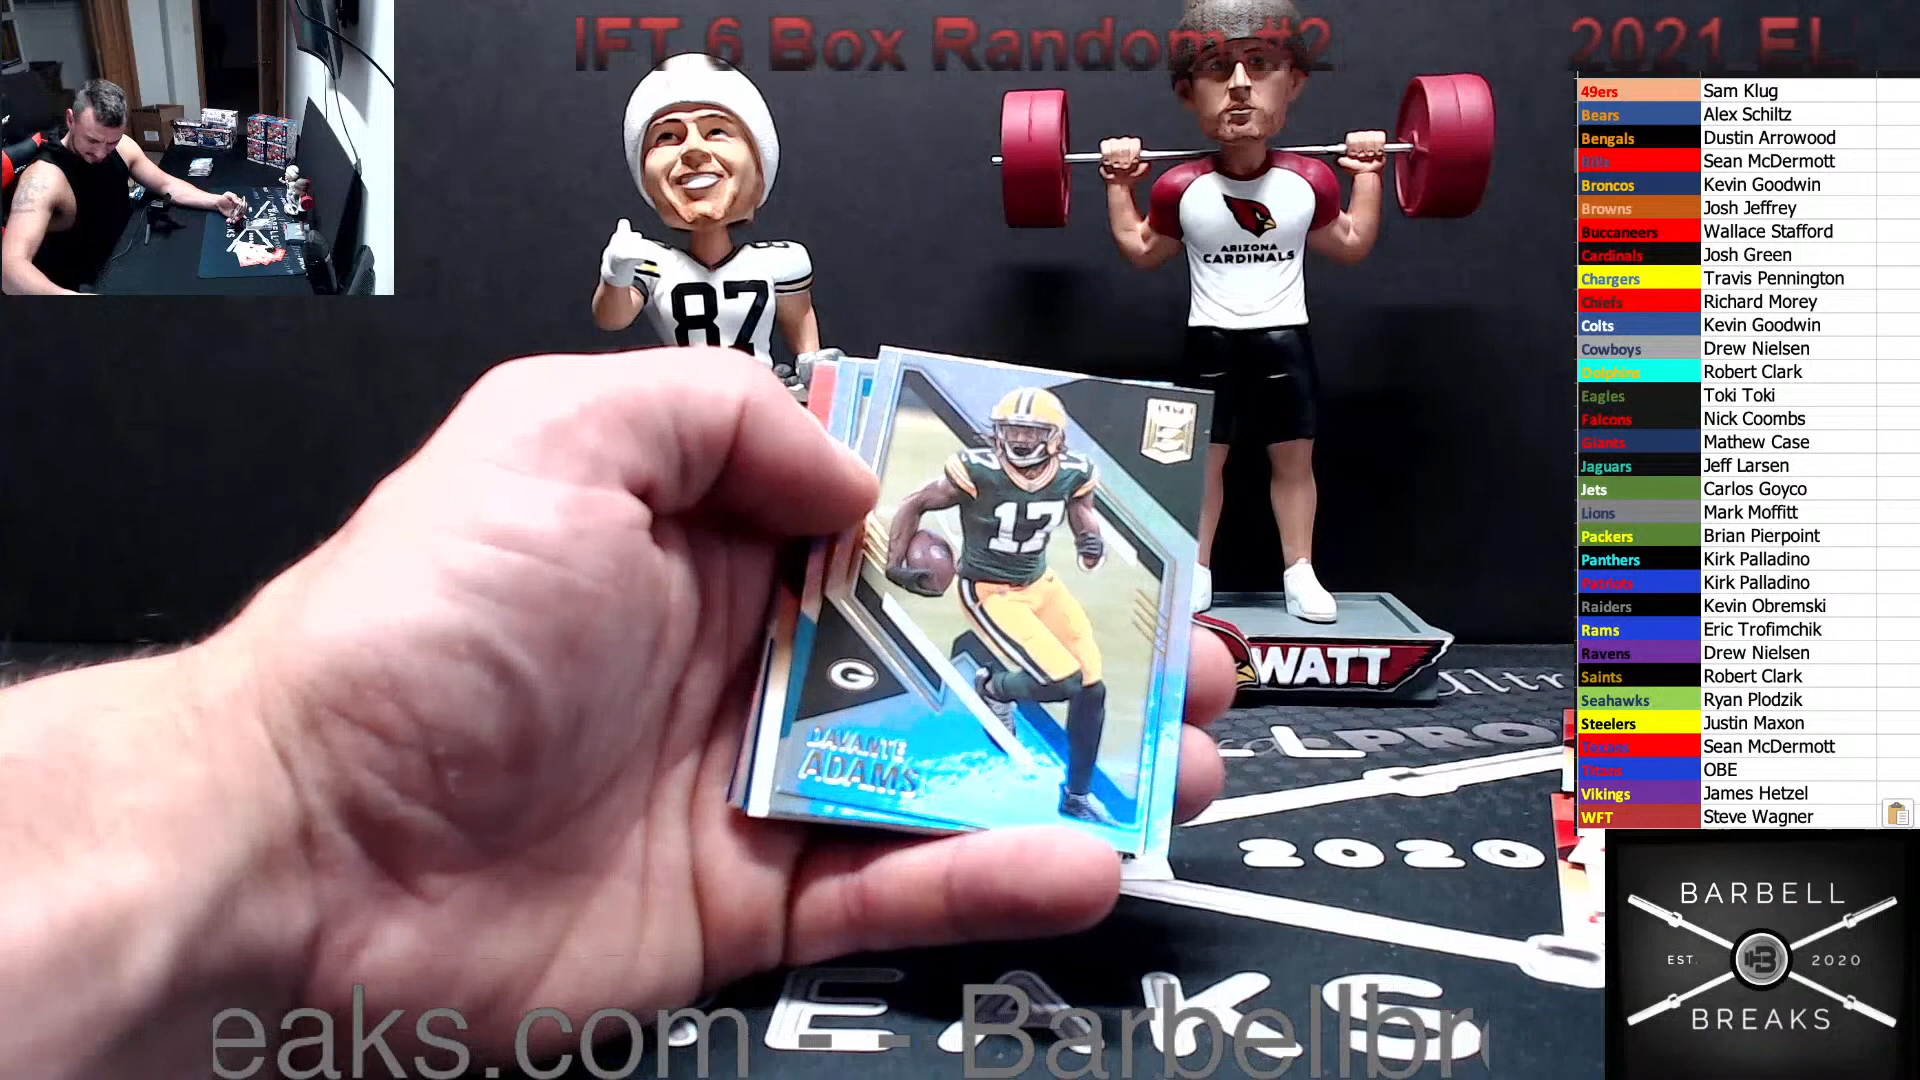 IFT 6 Box Random #2
2021 EL
49ers Sam Klug
Bears Alex Schiltz
Bengals Dustin Arrowood
Bills Sean McDermott
Broncos Kevin Goodwin
Browns Josh Jeffrey
Buccaneers Wallace Stafford
Cardinals Josh Green
Chargers Travis Pennington
Chiefs Richard Morey
Colts Kevin Goodwin
Cowboys Drew Nielsen
Dolphins Robert Clark
Eagles Toki Toki
Falcons Nick Coombs
Giants Mathew Case
Jaguars Jeff Larsen
Jets Carlos Goyco
Lions Mark Moffitt
Packers Brian Pierpoint
Panthers Kirk Palladino
Patriots Kirk Palladino
Raiders Kevin Obremski
Rams Eric Trofimchik
Ravens Drew Nielsen
Saints Robert Clark
Seahawks Ryan Plodzik
Steelers Justin Maxon
Texans Sean McDermott
Titans OBE
Vikings James Hetzel
WFT Steve Wagner
87
ARIZONA
CARDINALS
17
G
DAVANTE
ADAMS
WATT
Ultr
PRO
2020
EAKS
eaks.com -- Barbellbr
BARBELL
EST. B 2020
BREAKS